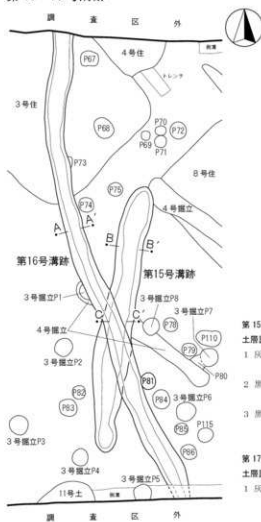 調 査 区 外
P67
4号住
トレンチ
3号住
P68
P70
P72
P69
P71
P73
P75
8号住
P74
4号掘立
A
A'
B
B'
第16号溝跡
第15号溝跡
3号掘立P1
3号掘立P8
3号掘立P7
4号掘立
C
P78
P110
3号掘立P2
P79
P80
P81
P82
P83
P84
3号掘立P6
3号掘立P3
P85
P115
P86
3号掘立P4
3号掘立P5
11号土
調 査 区 外
第 15
土層
1
2 黒
3 黒
第 17
土層
1